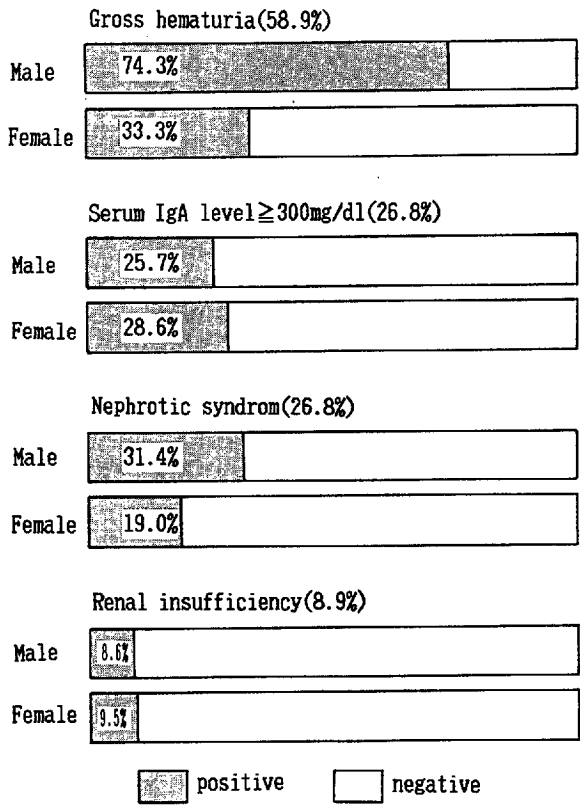 Gross hematuria(58.9%)
Male 74.3%
Female 33.3%
Serum IgA level≧300mg/dl(26.8%)
Male 25.7%
Female 28.6%
Nephrotic syndrom(26.8%)
Male 31.4%
Female 19.0%
Renal insufficiency(8.9%)
Male 8.6%
Female 9.5%
positive negative